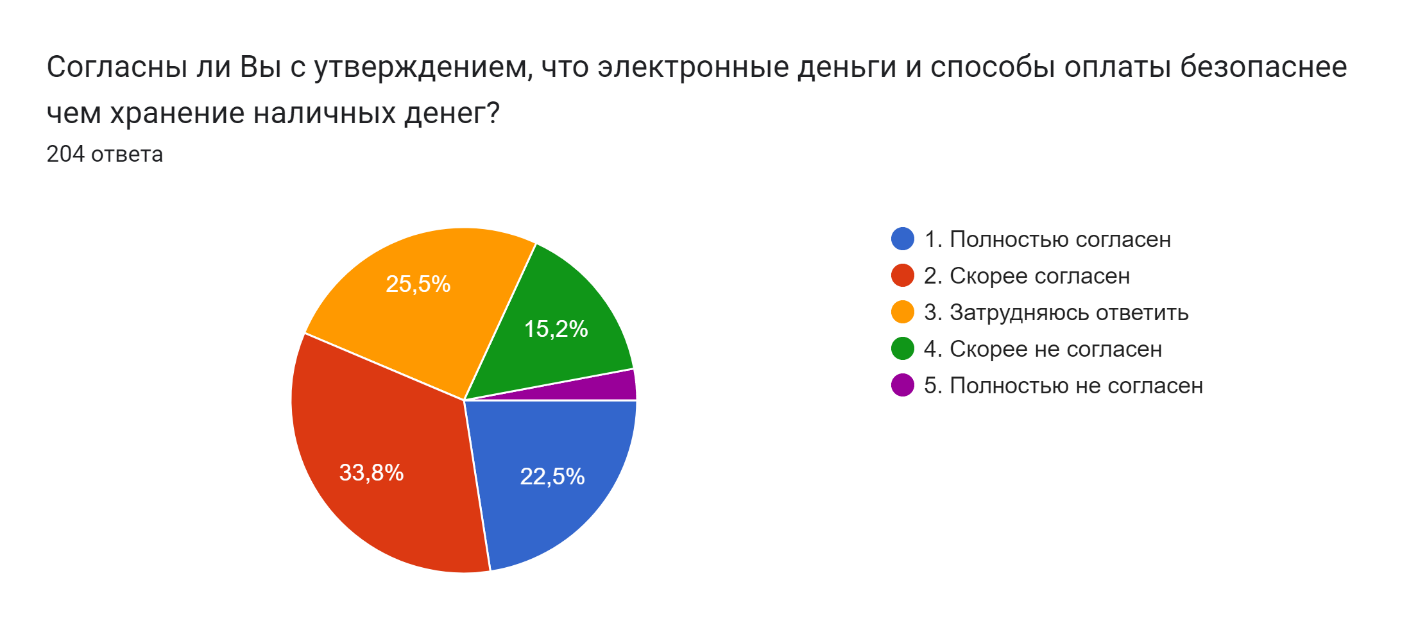 Согласны ли Вы с утверждением, что электронные деньги и способы оплаты безопаснее
чем хранение наличных денег?
204 ответа
25,5%
15,2%
33,8%
22,5%
1. Полностью согласен
2. Скорее согласен
3. Затрудняюсь ответить
4. Скорее не согласен
5. Полностью не согласен